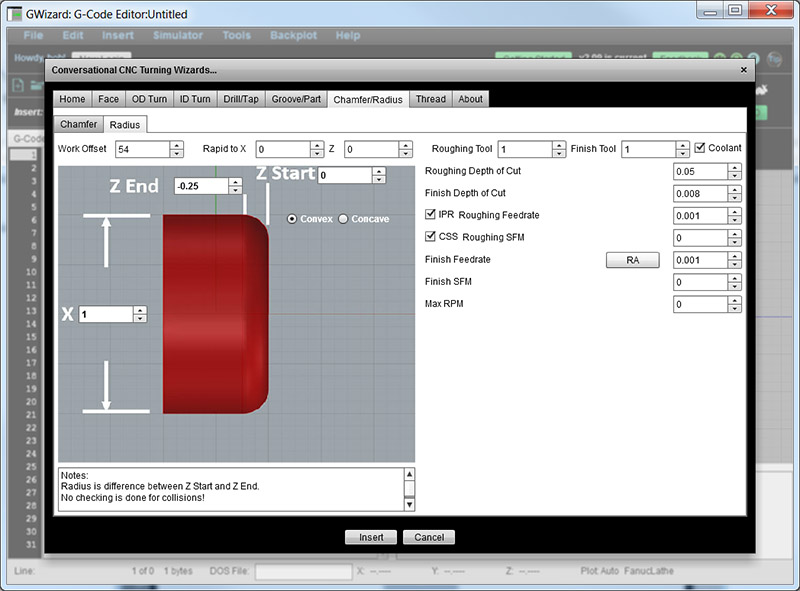 GWizard: G-Code Editor:Untitled
File Edit Insert Simulator Tools Backplot Help
Conversational CNC Turning Wizards...
Home Face OD Turn ID Turn Drill/Tap Groove/Part Chamfer/Radius Thread About
Insert:
Chamfer Radius
G-Code
Work Offset 54 Rapid to X 0 Z 0 Roughing Tool 1 Finish Tool 1 Coolant
Z End -0.25 Z Start 0
Convex Concave
X 1
Roughing Depth of Cut 0.05
Finish Depth of Cut 0.008
IPR Roughing Feedrate 0.001
CSS Roughing SFM 0
Finish Feedrate RA 0.001
Finish SFM 0
Max RPM 0
1
2
3
4
5
6
7
8
9
10
11
12
13
14
15
16
17
18
19
20
21
22
23
24
25
26
27
28
29
30
31
Notes:
Radius is difference between Z Start and Z End.
No checking is done for collisions!
Insert Cancel
Line: 1 of 0 1 bytes DOS File: X: --.---- Y: --.---- Z: --.---- Plot: Auto FanucLathe